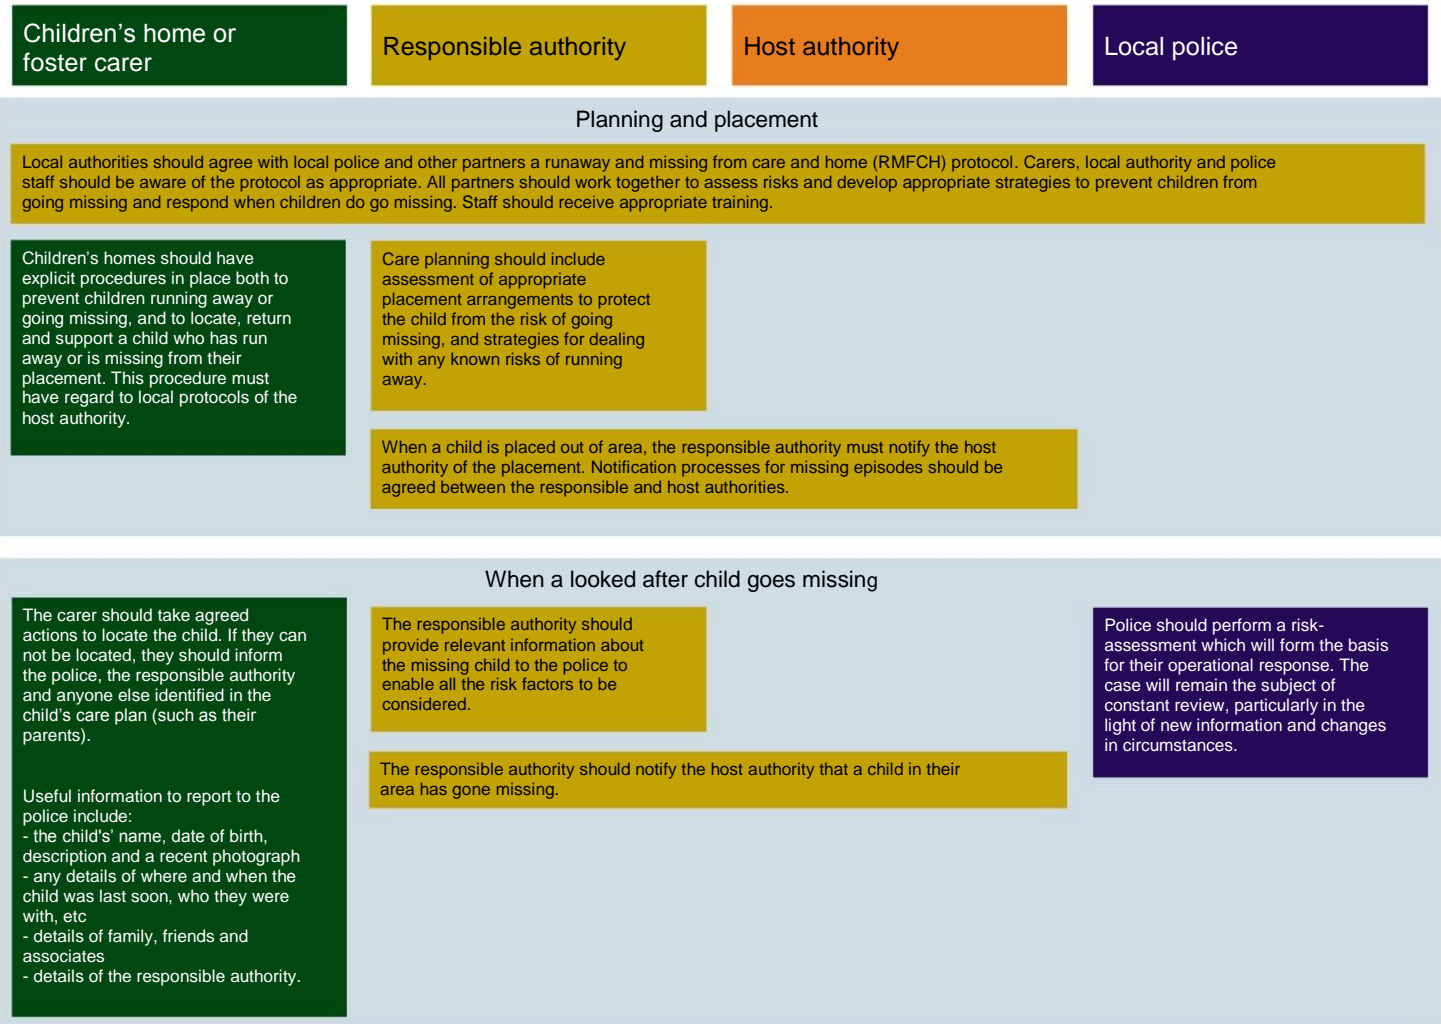 Children’s home or
foster carer
Responsible authority
Host authority
Local police
Planning and placement
Local authorities should agree with local police and other partners a runaway and missing from care and home (RMFCH) protocol. Carers, local authority and police
staff should be aware of the protocol as appropriate. All partners should work together to assess risks and develop appropriate strategies to prevent children from
going missing and respond when children do go missing. Staff should receive appropriate training.
Children’s homes should have
explicit procedures in place both to
prevent children running away or
going missing, and to locate, return
and support a child who has run
away or is missing from their
placement. This procedure must
have regard to local protocols of the
host authority.
Care planning should include
assessment of appropriate
placement arrangements to protect
the child from the risk of going
missing, and strategies for dealing
with any known risks of running
away.
When a child is placed out of area, the responsible authority must notify the host
authority of the placement. Notification processes for missing episodes should be
agreed between the responsible and host authorities.
When a looked after child goes missing
The carer should take agreed
actions to locate the child. If they can
not be located, they should inform
the police, the responsible authority
and anyone else identified in the
child’s care plan (such as their
parents).
Useful information to report to the
police include:
- the child's’ name, date of birth,
description and a recent photograph
- any details of where and when the
child was last soon, who they were
with, etc
- details of family, friends and
associates
- details of the responsible authority.
The responsible authority should
provide relevant information about
the missing child to the police to
enable all the risk factors to be
considered.
The responsible authority should notify the host authority that a child in their
area has gone missing.
Police should perform a risk-
assessment which will form the basis
for their operational response. The
case will remain the subject of
constant review, particularly in the
light of new information and changes
in circumstances.